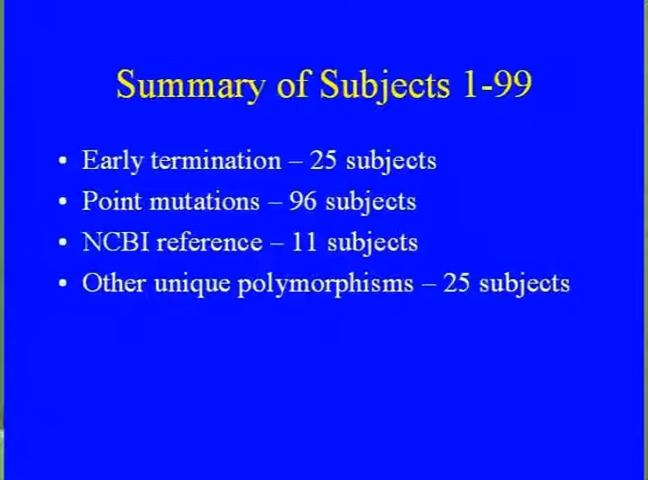 Summary of Subjects 1-99
• Early termination – 25 subjects
• Point mutations – 96 subjects
• NCBI reference – 11 subjects
• Other unique polymorphisms – 25 subjects